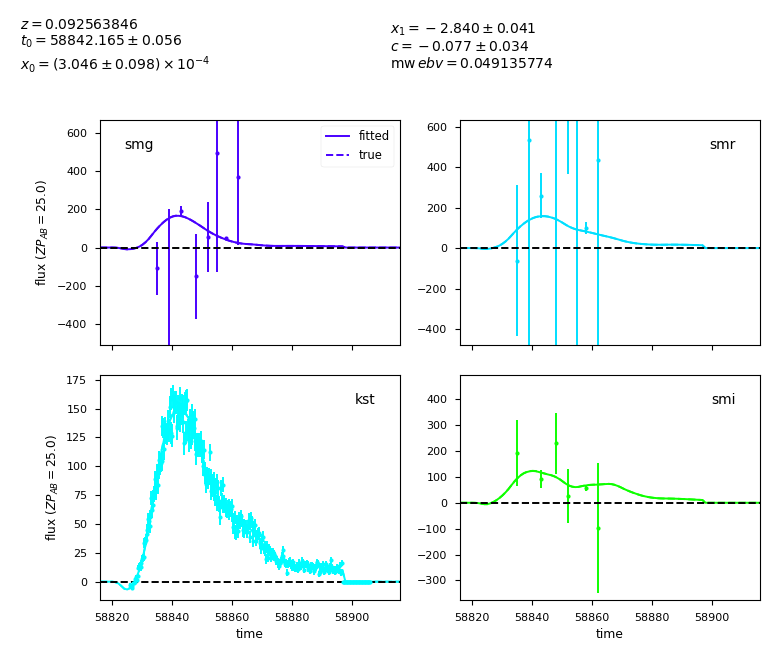 z = 0.092563846
t₀ = 58842.165 ± 0.056
x₀ = (3.046 ± 0.098) × 10⁻⁴
x₁ = −2.840 ± 0.041
c = −0.077 ± 0.034
mw ebv = 0.049135774
smg
fitted
true
600
400
200
0
−200
−400
flux (ZP_AB = 25.0)
smr
600
400
200
0
−200
−400
kst
175
150
125
100
75
50
25
0
flux (ZP_AB = 25.0)
58820 58840 58860 58880 58900
time
smi
400
300
200
100
0
−100
−200
−300
58820 58840 58860 58880 58900
time